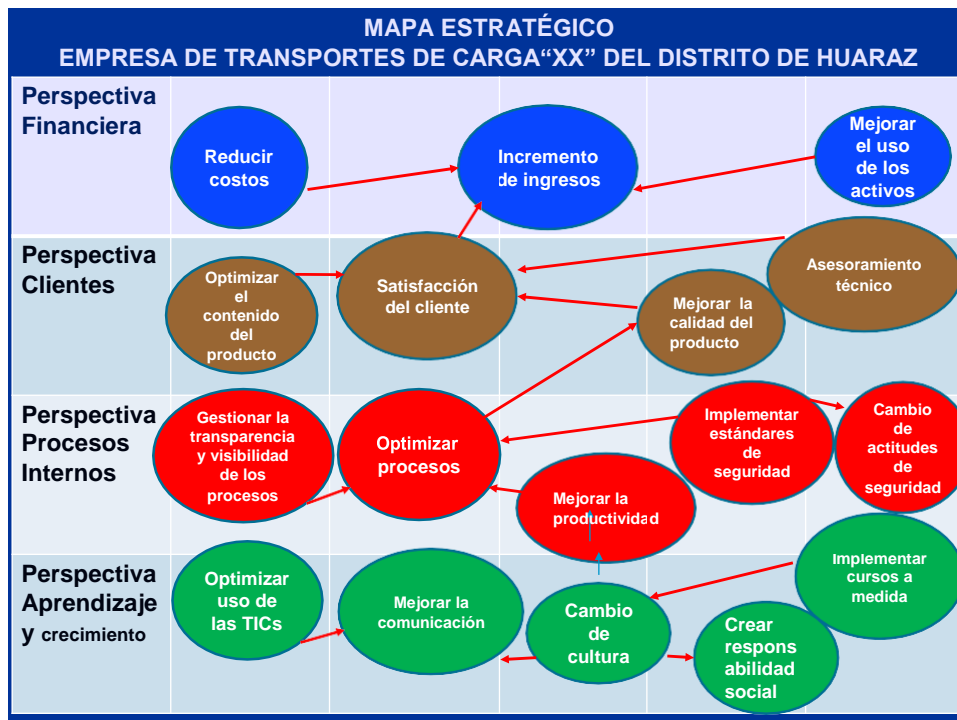 MAPA ESTRATÉGICO
EMPRESA DE TRANSPORTES DE CARGA“XX” DEL DISTRITO DE HUARAZ
Perspectiva
Financiera
Reducir
costos
Incremento
de ingresos
Mejorar
el uso
de los
activos
Perspectiva
Clientes
Optimizar
el
contenido
del
producto
Satisfacción
del cliente
Mejorar la
calidad del
producto
Asesoramiento
técnico
Perspectiva
Procesos
Internos
Gestionar la
transparencia
y visibilidad
de los
procesos
Optimizar
procesos
Mejorar la
productividad
Implementar
estándares
de
seguridad
Cambio
de
actitudes
de
seguridad
Perspectiva
Aprendizaje
y crecimiento
Optimizar
uso de
las TICs
Mejorar la
comunicación
Cambio
de
cultura
Crear
respons
abilidad
social
Implementar
cursos a
medida